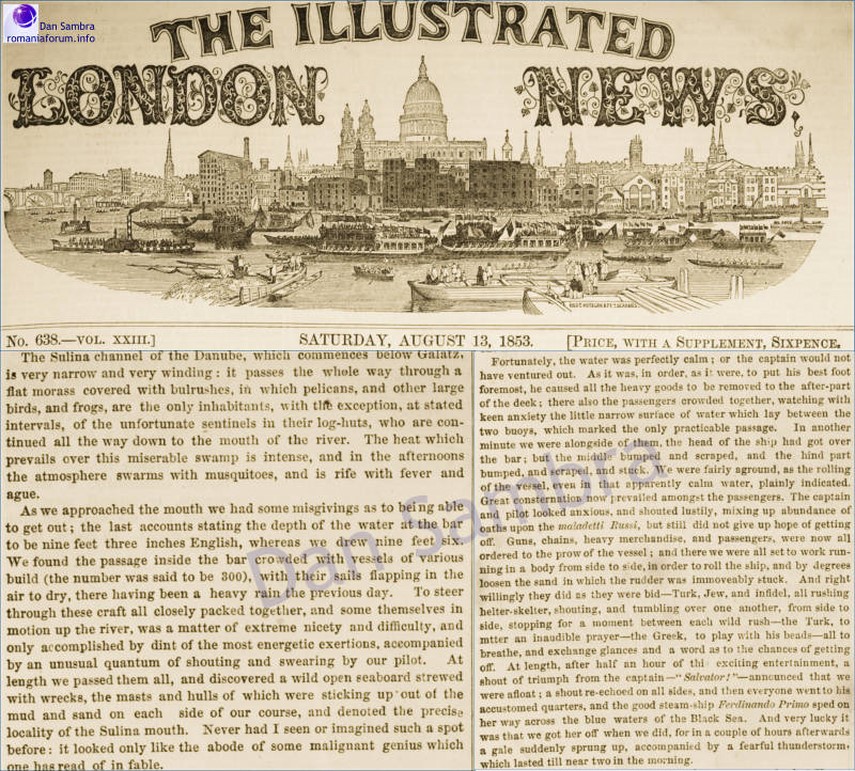 Dan Sambra
romaniaforum.info
THE ILLUSTRATED
LONDON NEWS
No. 638.—VOL. XXIII.] SATURDAY, AUGUST 13, 1853. [PRICE, WITH A SUPPLEMENT, SIXPENCE.
The Sulina channel of the Danube, which commences below Galatz,
is very narrow and very winding: it passes the whole way through a
flat morass covered with bulrushes, in which pelicans, and other large
birds, and frogs, are the only inhabitants, with the exception, at stated
intervals, of the unfortunate sentinels in their log-huts, who are con-
tinued all the way down to the mouth of the river. The heat which
prevails over this miserable swamp is intense, and in the afternoons
the atmosphere swarms with musquitoes, and is rife with fever and
ague.
As we approached the mouth we had some misgivings as to being able
to get out; the last accounts stating the depth of the water at the bar
to be nine feet three inches English, whereas we drew nine feet six.
We found the passage inside the bar crowded with vessels of various
build (the number was said to be 300), with their sails flapping in the
air to dry, there having been a heavy rain the previous day. To steer
through these craft all closely packed together, and some themselves in
motion up the river, was a matter of extreme nicety and difficulty, and
only accomplished by dint of the most energetic exertions, accompanied
by an unusual quantum of shouting and swearing by our pilot. At
length we passed them all, and discovered a wild open seaboard strewed
with wrecks, the masts and hulls of which were sticking up out of the
mud and sand on each side of our course, and denoted the precise
locality of the Sulina mouth. Never had I seen or imagined such a spot
before: it looked only like the abode of some malignant genius which
one has read of in fable.
Fortunately, the water was perfectly calm; or the captain would not
have ventured out. As it was, in order, as it were, to put his best foot
foremost, he caused all the heavy goods to be removed to the after-part
of the deck; there also the passengers crowded together, watching with
keen anxiety the little narrow surface of water which lay between the
two buoys, which marked the only practicable passage. In another
minute we were alongside of them, the head of the ship had got over
the bar; but the middle bumped and scraped, and the hind part
bumped, and scraped, and stuck. We were fairly aground, as the rolling
of the vessel, even in that apparently calm water, plainly indicated.
Great consternation now prevailed amongst the passengers. The captain
and pilot looked anxious, and shouted lustily, mixing up abundance of
oaths upon the maladetti Russi, but still did not give up hope of getting
off. Guns, chains, heavy merchandise, and passengers, were now all
ordered to the prow of the vessel; and there we were all set to work run-
ning in a body from side to side, in order to roll the ship, and by degrees
loosen the sand in which the rudder was immoveably stuck. And right
willingly they did as they were bid—Turk, Jew, and infidel, all rushing
helter-skelter, shouting, and tumbling over one another, from side to
side, stopping for a moment between each wild rush—the Turk, to
mtter an inaudible prayer—the Greek, to play with his beads—all to
breathe, and exchange glances and a word as to the chances of getting
off. At length, after half an hour of this exciting entertainment, a
shout of triumph from the captain—"Salvator!"—announced that we
were afloat; a shout re-echoed on all sides, and then everyone went to his
accustomed quarters, and the good steam-ship Ferdinando Primo sped on
her way across the blue waters of the Black Sea. And very lucky it
was that we got her off when we did, for in a couple of hours afterwards
a gale suddenly sprung up, accompanied by a fearful thunderstorm,
which lasted till near two in the morning.
Dan Sambra